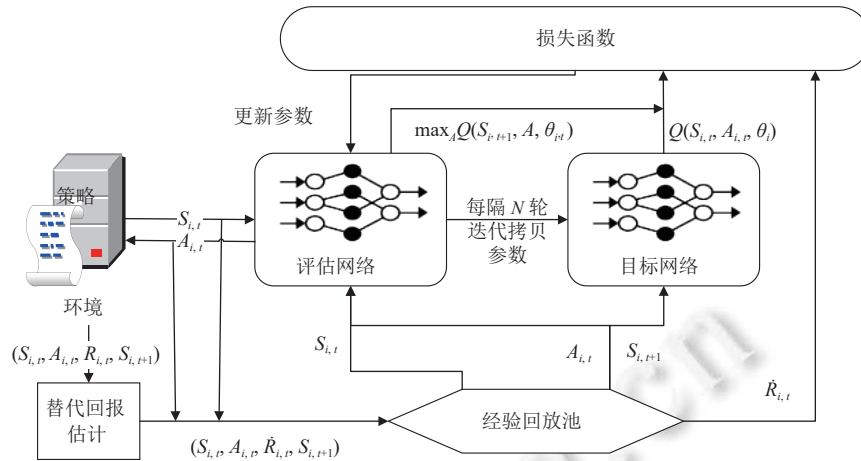 损失函数
更新参数
max_A Q(S_{i,t+1}, A, θ_{i,t})
Q(S_{i,t}, A_{i,t}, θ_i)
策略
S_{i,t}
A_{i,t}
每隔 N 轮
迭代拷贝
参数
评估网络
目标网络
环境
(S_{i,t}, A_{i,t}, R_{i,t}, S_{i,t+1})
S_{i,t}
A_{i,t}
S_{i,t+1}
Ṙ_{i,t}
替代回报
估计
经验回放池
(S_{i,t}, A_{i,t}, Ṙ_{i,t}, S_{i,t+1})